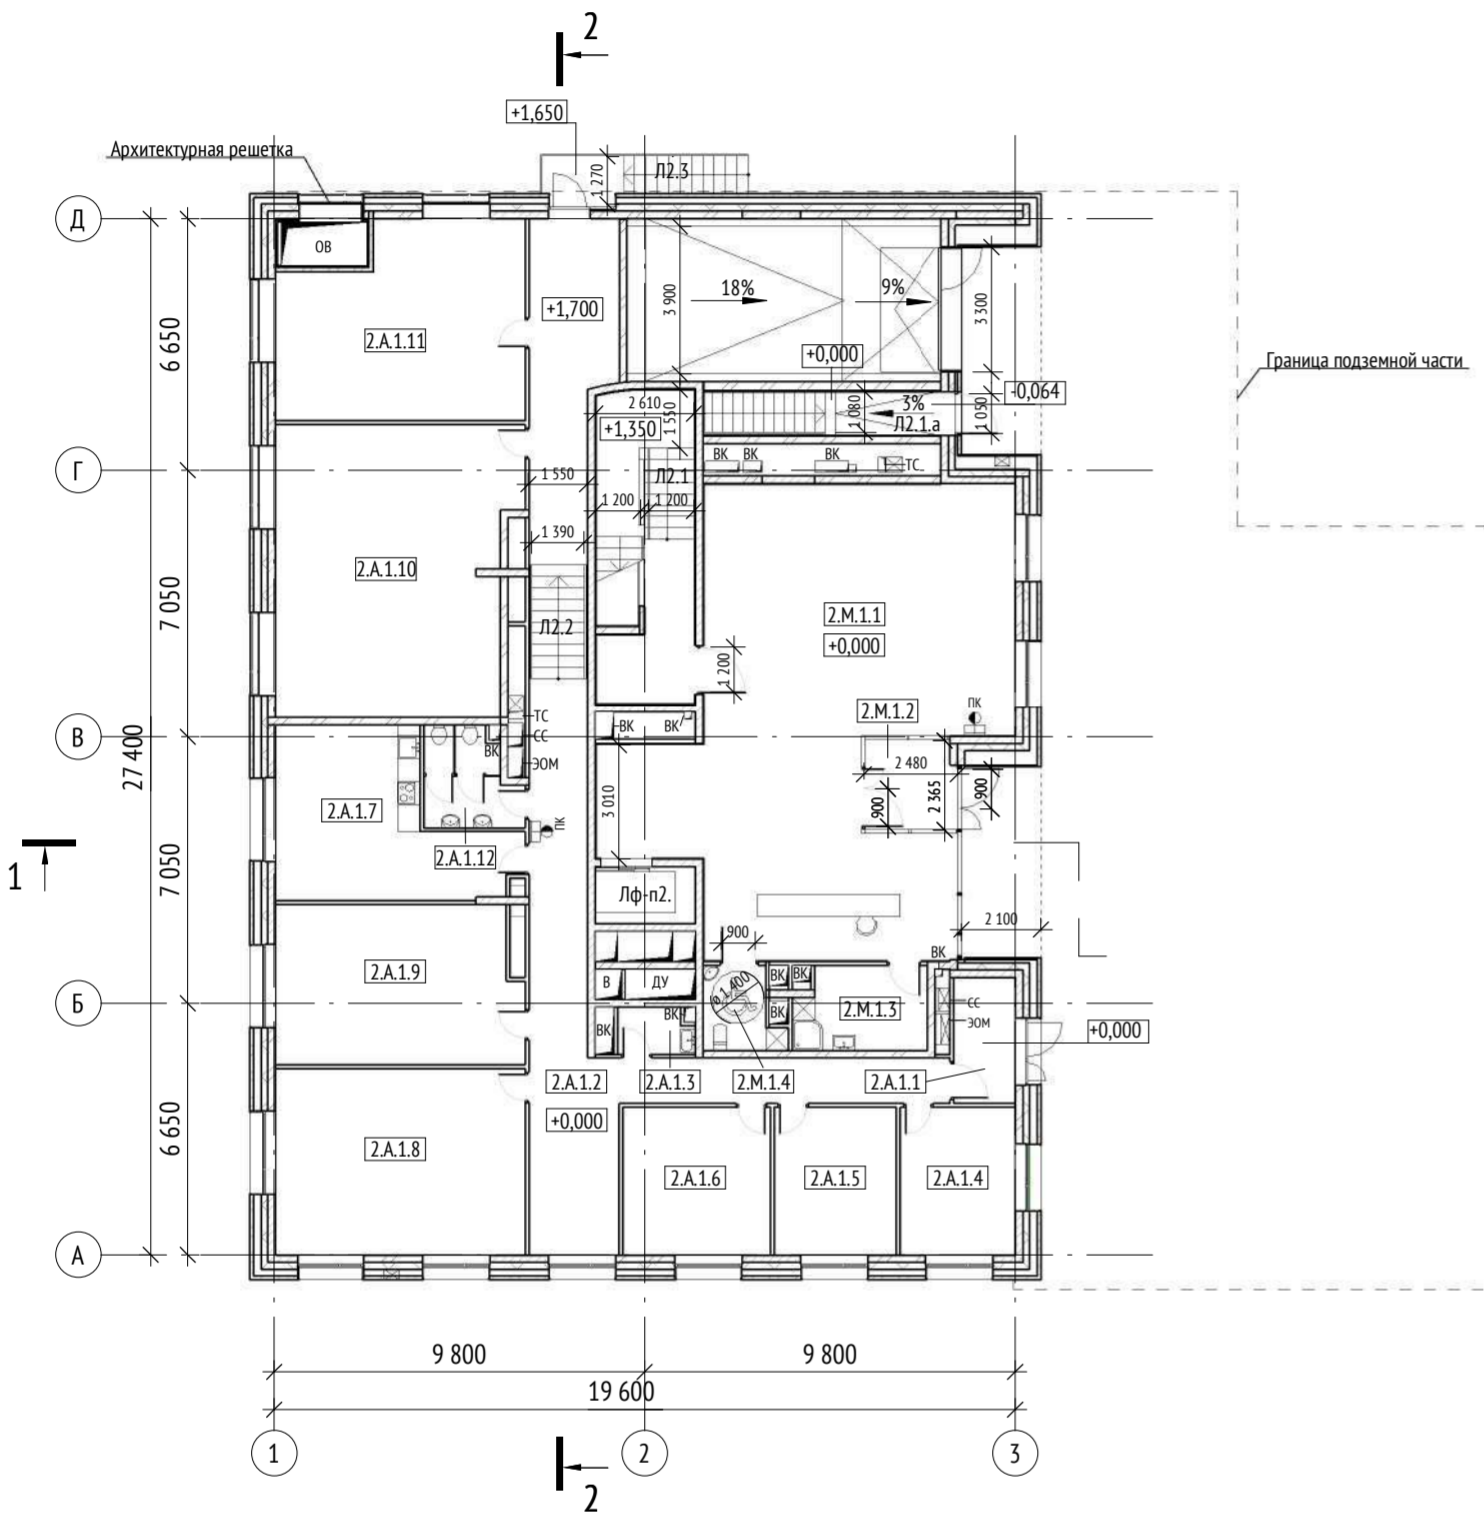 2
+1,650
Архитектурная решетка
1 270
Л2.3
Д
ОВ
+1,700
3 900
18%
9%
3 300
6 650
2.А.1.11
+0,000
Граница подземной части
2 610
1 550
+1,350
1 080
3%
Л2.1.а
-0,064
1 050
Г
1 550
Л2.1
ВК
ВК
ВК
ТС
1 200
1 200
1 390
2.А.1.10
7 050
Л2.2
2.М.1.1
+0,000
1 200
2.М.1.2
ПК
27 400
В
ТС
СС
ЭОМ
ВК
ВК
ВК
2 480
2 365
900
900
3 010
2.А.1.7
ПК
2.А.1.12
1
7 050
Лф-п2.
2 100
900
ВК
2.А.1.9
В
ДУ
ø 1 400
ВК
ВК
ВК
2.М.1.3
СС
ЭОМ
+0,000
Б
ВК
ВК
2.А.1.2
2.А.1.3
2.М.1.4
2.А.1.1
+0,000
6 650
2.А.1.8
2.А.1.6
2.А.1.5
2.А.1.4
А
9 800
9 800
19 600
1
2
3
2